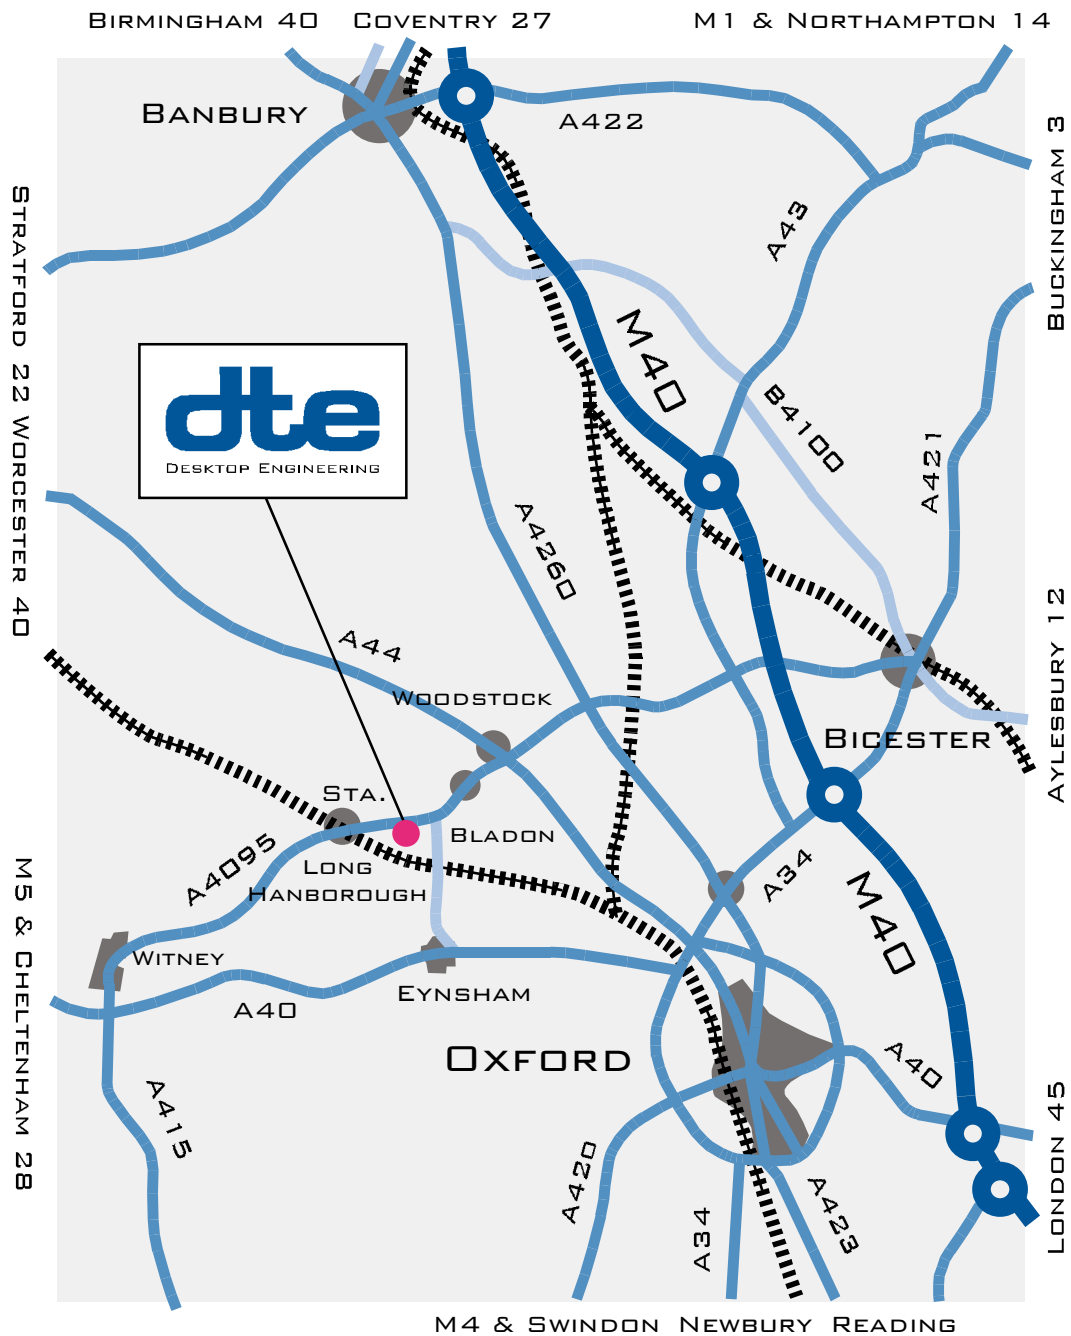 Birmingham 40
Coventry 27
M1 & Northampton 14
Banbury
A422
Buckingham 3
Stratford 22 Worcester 40
A43
M40
dte
Desktop Engineering
B4100
A421
A4260
A44
Woodstock
Aylesbury 12
Bicester
Sta.
Bladon
A4095
Long
Hanborough
A34
M5 & Cheltenham 28
M40
Witney
Eynsham
A40
Oxford
A40
A415
London 45
A420
A34
A423
M4 & Swindon Newbury Reading